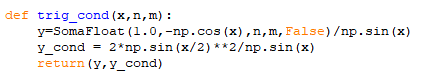 def trig_cond(x,n,m):
    y=SomaFloat(1.0,-np.cos(x),n,m,False)/np.sin(x)
    y_cond = 2*np.sin(x/2)**2/np.sin(x)
    return(y,y_cond)